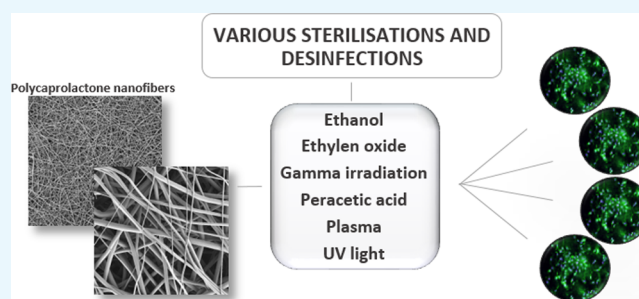 VARIOUS STERILISATIONS AND
DESINFECTIONS
Polycaprolactone nanofibers
Ethanol
Ethylen oxide
Gamma irradiation
Peracetic acid
Plasma
UV light